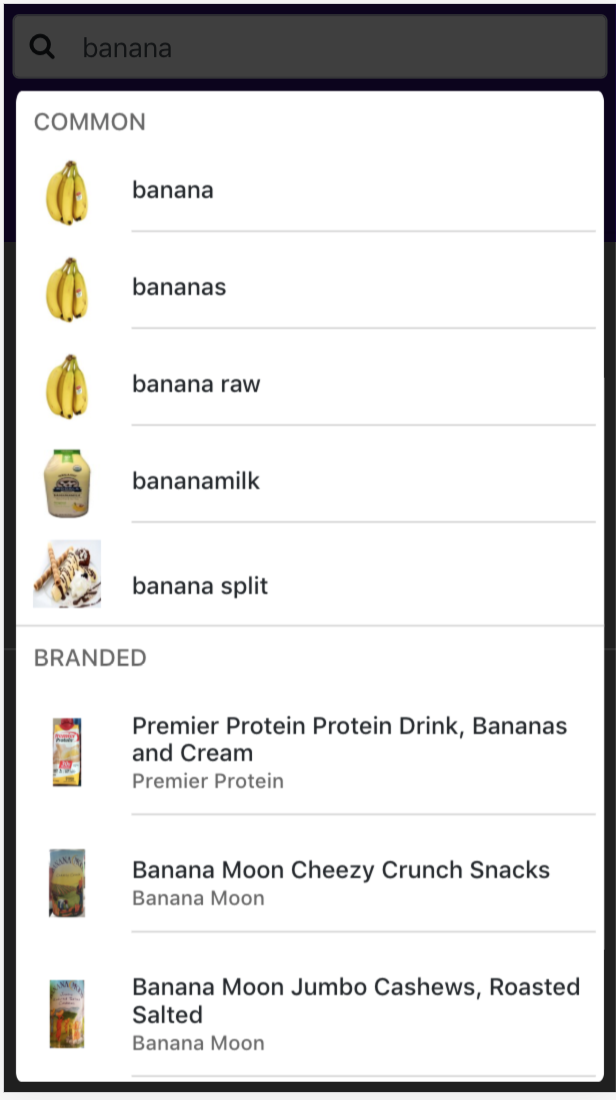 banana
COMMON
banana
bananas
banana raw
bananamilk
banana split
BRANDED
Premier Protein Protein Drink, Bananas
and Cream
Premier Protein
Banana Moon Cheezy Crunch Snacks
Banana Moon
Banana Moon Jumbo Cashews, Roasted
Salted
Banana Moon